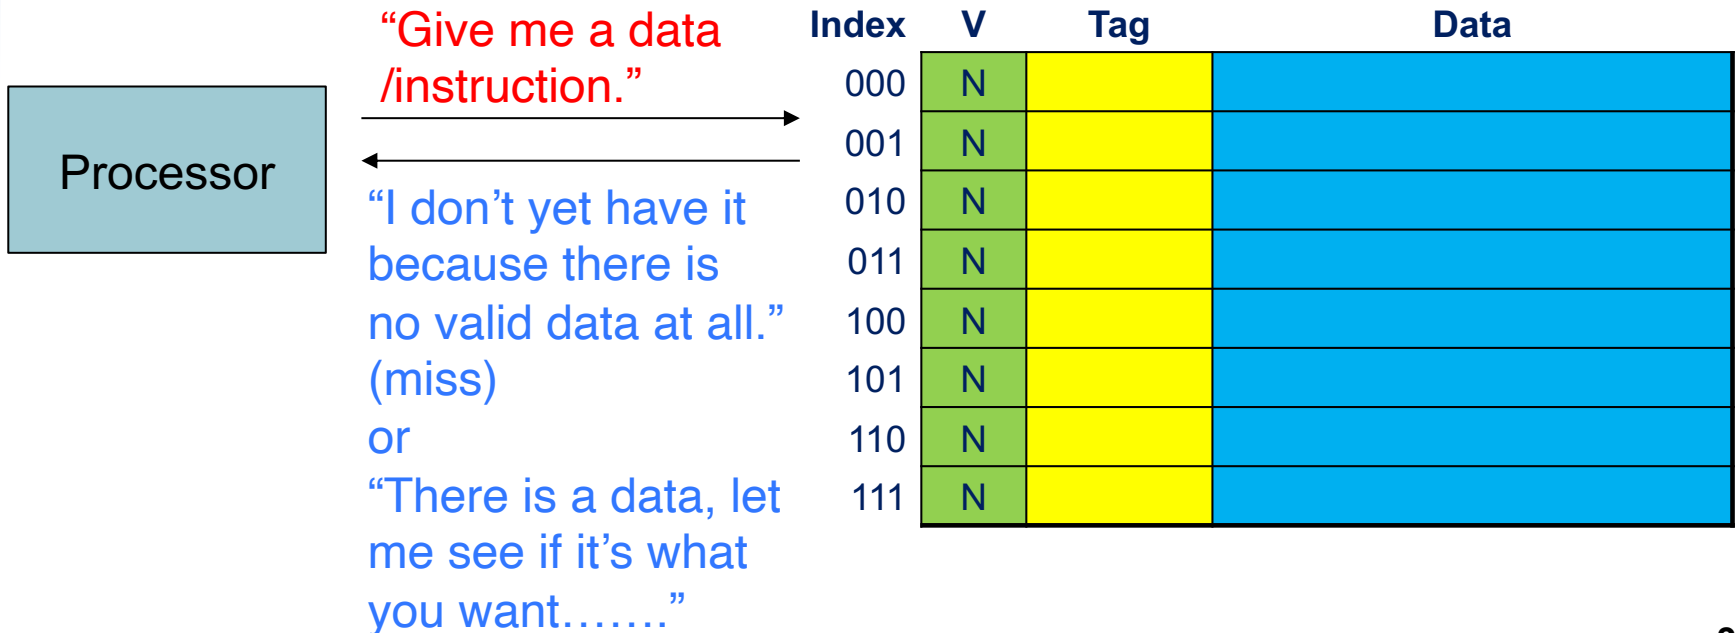 Processor
“Give me a data
/instruction.”
“I don’t yet have it
because there is
no valid data at all.”
(miss)
or
“There is a data, let
me see if it’s what
you want…….”
Index V Tag Data
000 N
001 N
010 N
011 N
100 N
101 N
110 N
111 N